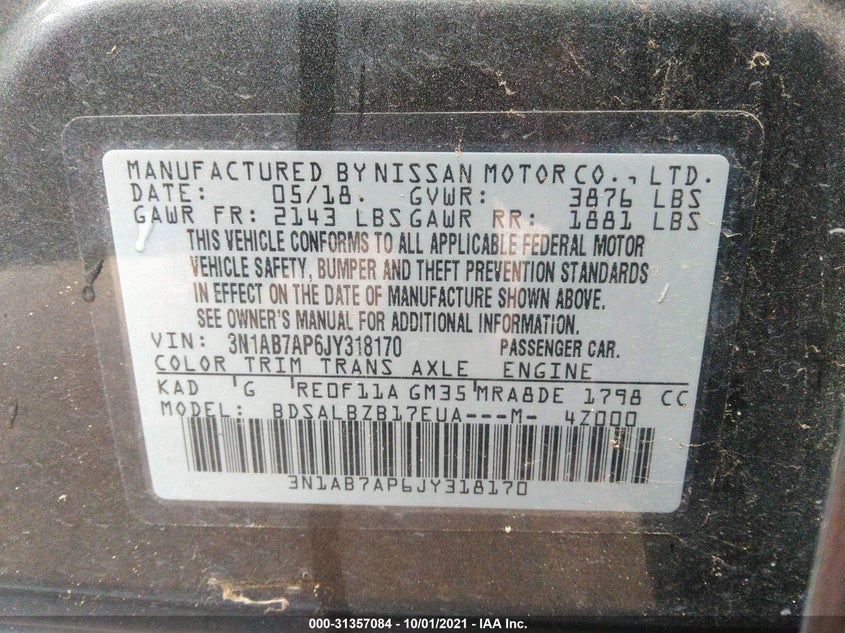 MANUFACTURED BY NISSAN MOTOR CO., LTD.
DATE: 05/18. GVWR: 3876 LBS
GAWR FR: 2143 LBS GAWR RR: 1881 LBS
THIS VEHICLE CONFORMS TO ALL APPLICABLE FEDERAL MOTOR
VEHICLE SAFETY, BUMPER AND THEFT PREVENTION STANDARDS
IN EFFECT ON THE DATE OF MANUFACTURE SHOWN ABOVE.
SEE OWNER'S MANUAL FOR ADDITIONAL INFORMATION.
VIN: 3N1AB7AP6JY318170 PASSENGER CAR.
COLOR TRIM TRANS AXLE ENGINE
KAD G RE0F11A GM35 MRA8DE 1798 CC
MODEL: BDSALBZB17EUA---M- 4Z000
3N1AB7AP6JY318170
000-31357084 - 10/01/2021 - IAA Inc.